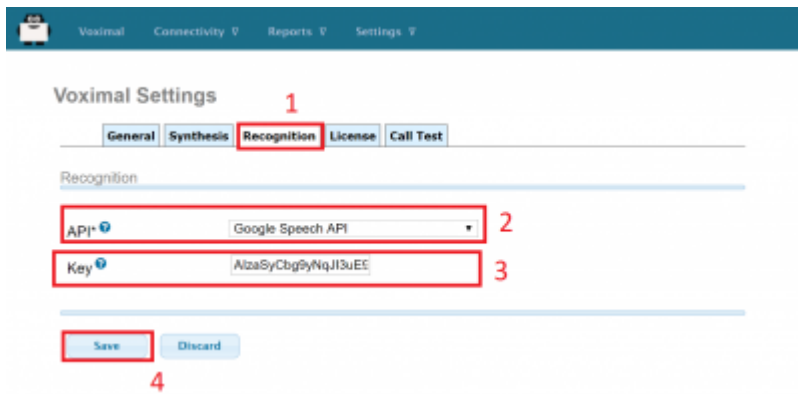 Voximal Connectivity ∇ Reports ∇ Settings ∇
Voximal Settings
1
General Synthesis Recognition License Call Test
Recognition
API* ? Google Speech API ▼ 2
Key ? 3
Save Discard
4